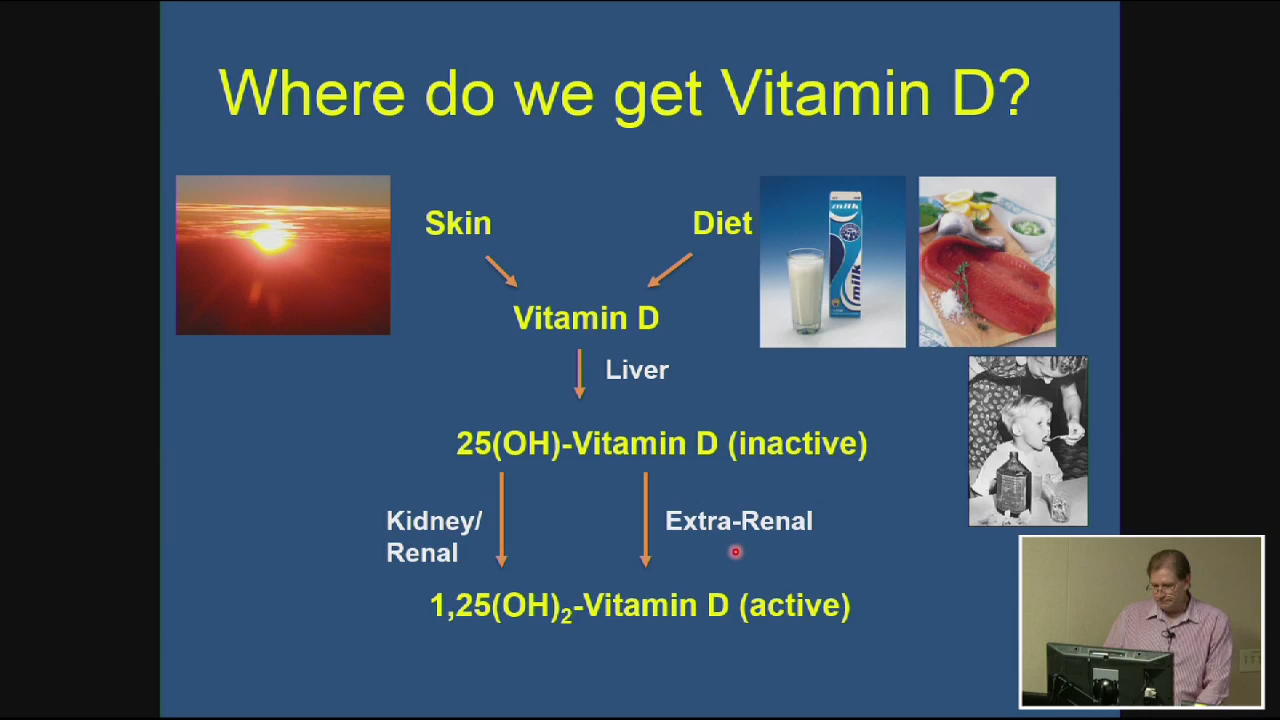 Where do we get Vitamin D?
Skin
Diet
milk
milk
Vitamin D
Liver
25(OH)-Vitamin D (inactive)
Kidney/
Renal
Extra-Renal
1,25(OH)₂-Vitamin D (active)